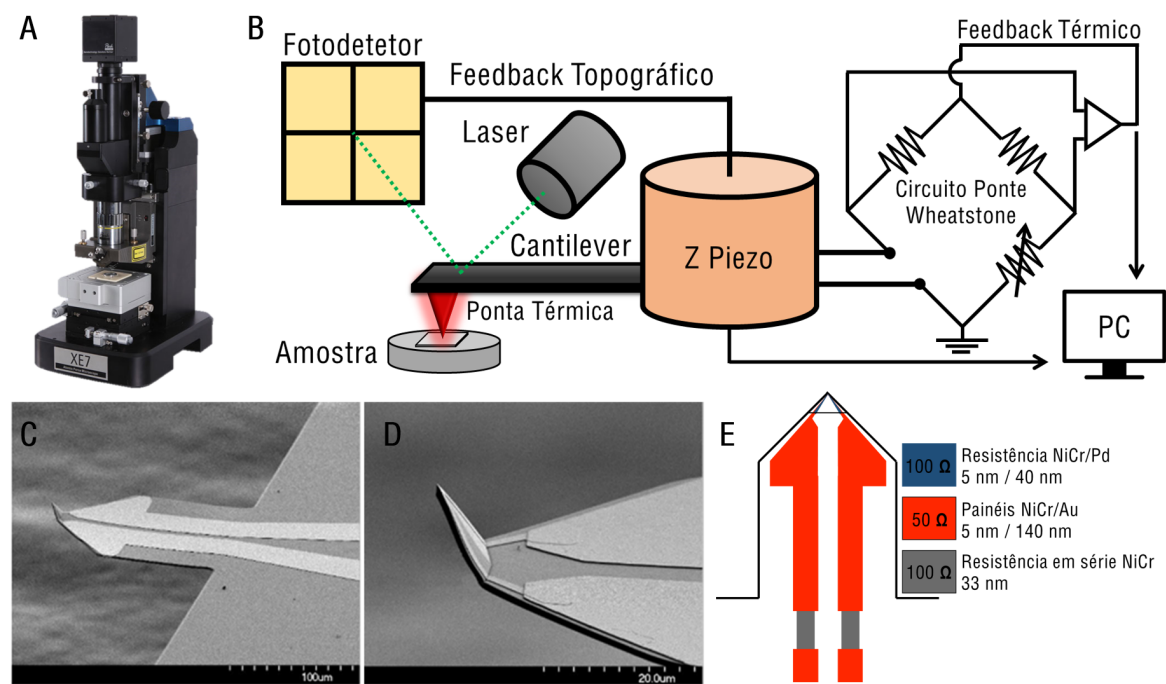 A
XE7
B
Fotodetetor
Feedback Topográfico
Laser
Cantilever
Ponta Térmica
Amostra
Z Piezo
Feedback Térmico
Circuito Ponte
Wheatstone
PC
C
100um
D
20.0um
E
100 Ω
Resistência NiCr/Pd
5 nm / 40 nm
50 Ω
Painéis NiCr/Au
5 nm / 140 nm
100 Ω
Resistência em série NiCr
33 nm